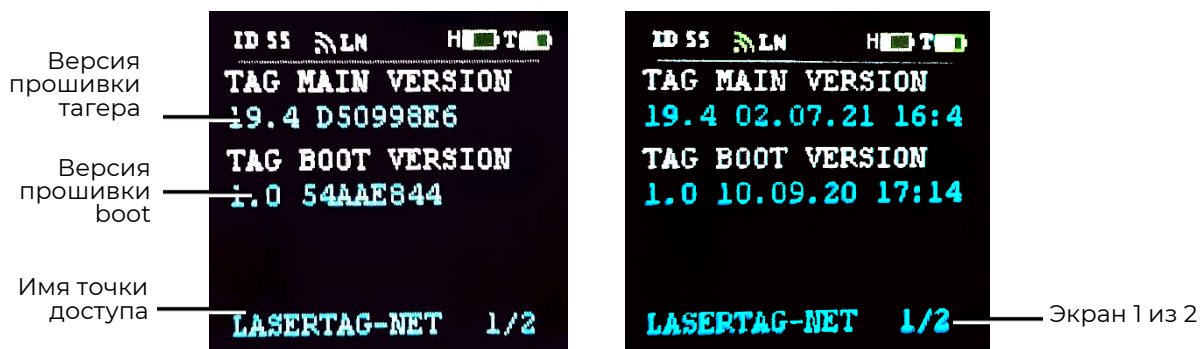 Версия
прошивки
тагера
Версия
прошивки
boot
Имя точки
доступа
ID 55 LN H T
TAG MAIN VERSION
19.4 D50998E6
TAG BOOT VERSION
1.0 54AAE844
LASERTAG-NET 1/2
ID 55 LN H T
TAG MAIN VERSION
19.4 02.07.21 16:4
TAG BOOT VERSION
1.0 10.09.20 17:14
LASERTAG-NET 1/2
Экран 1 из 2